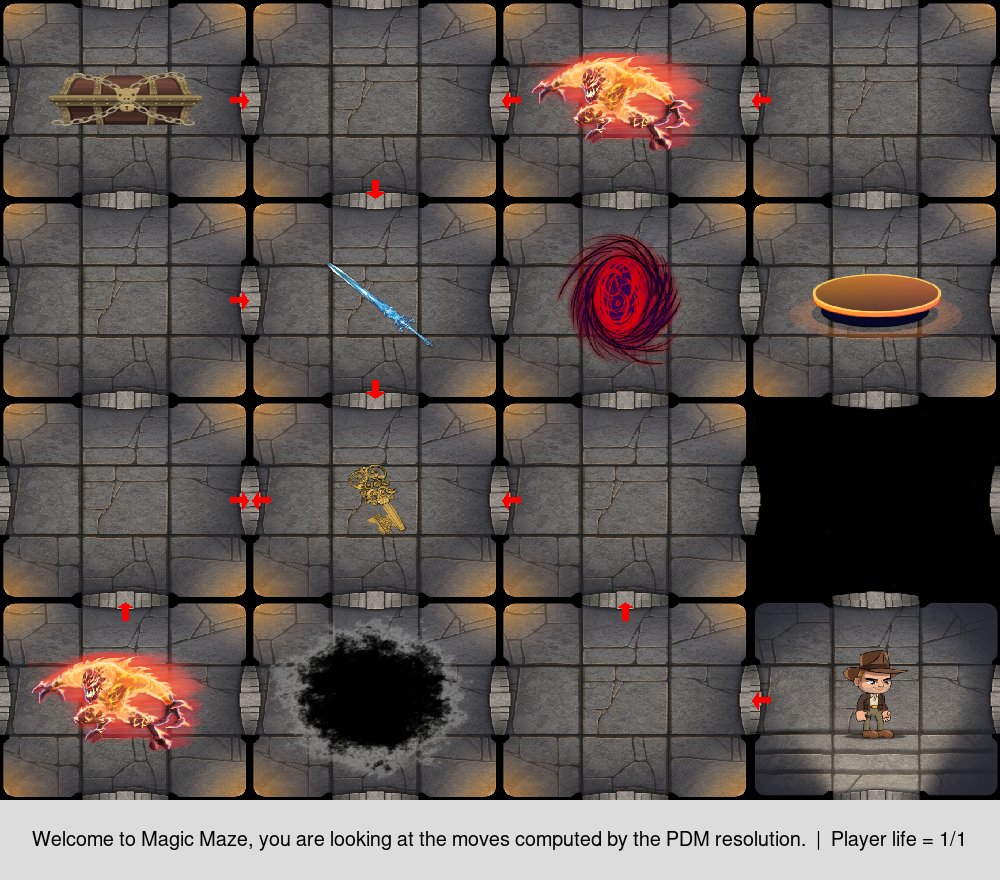 Welcome to Magic Maze, you are looking at the moves computed by the PDM resolution.  |  Player life = 1/1